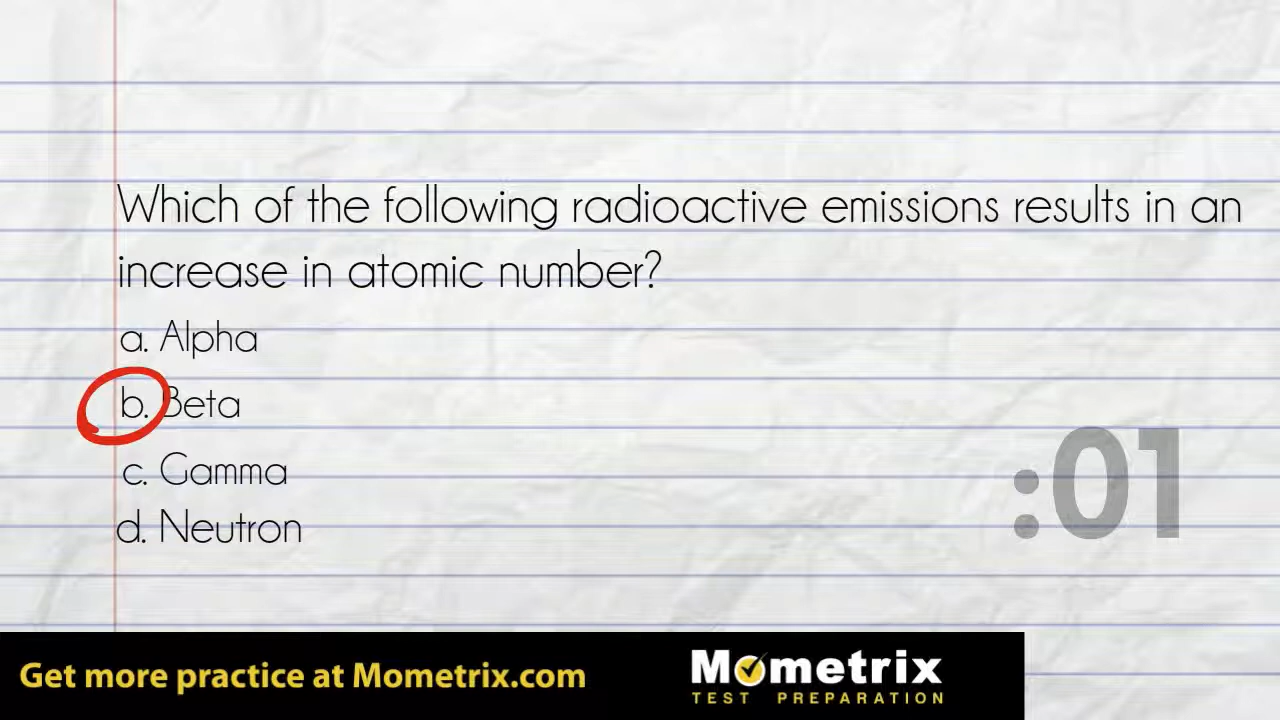 Which of the following radioactive emissions results in an
increase in atomic number?
a. Alpha
b. Beta
c. Gamma
d. Neutron
:01
Get more practice at Mometrix.com
Mometrix
TEST PREPARATION